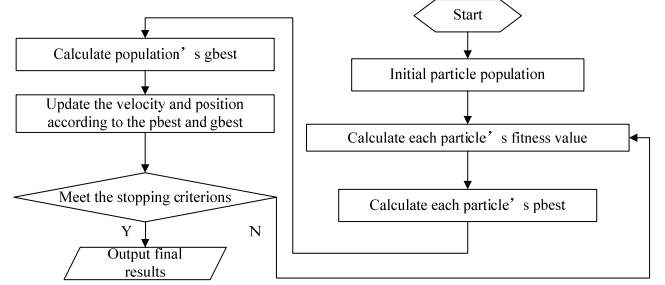 Start
Initial particle population
Calculate each particle’s fitness value
Calculate each particle’s pbest
Calculate population’s gbest
Update the velocity and position
according to the pbest and gbest
Meet the stopping criterions
Y
N
Output final
results